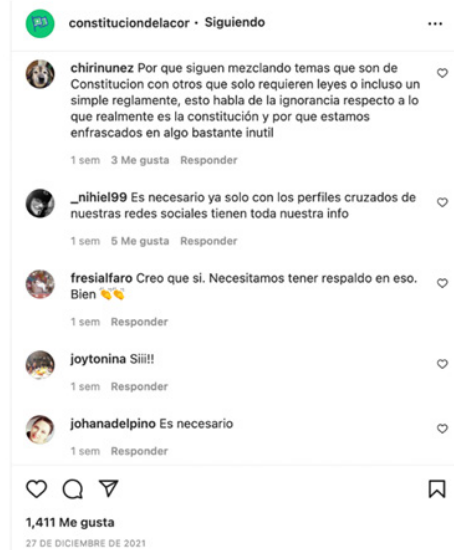 constituciondelacor • Siguiendo
chirinunez Por que siguen mezclando temas que son de
Constitucion con otros que solo requieren leyes o incluso un
simple reglamente, esto habla de la ignorancia respecto a lo
que realmente es la constitución y por que estamos
enfrascados en algo bastante inutil
1 sem 3 Me gusta Responder
_nihiel99 Es necesario ya solo con los perfiles cruzados de
nuestras redes sociales tienen toda nuestra info
1 sem 5 Me gusta Responder
fresialfaro Creo que si. Necesitamos tener respaldo en eso.
Bien 👏👏
1 sem Responder
joytonina Siii!!
1 sem Responder
johanadelpino Es necesario
1 sem Responder
1,411 Me gusta
27 DE DICIEMBRE DE 2021